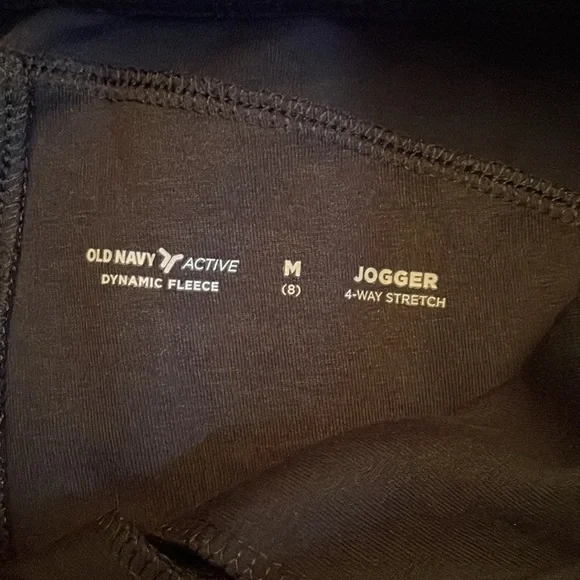 OLD NAVY ACTIVE
DYNAMIC FLEECE
M
(8)
JOGGER
4-WAY STRETCH